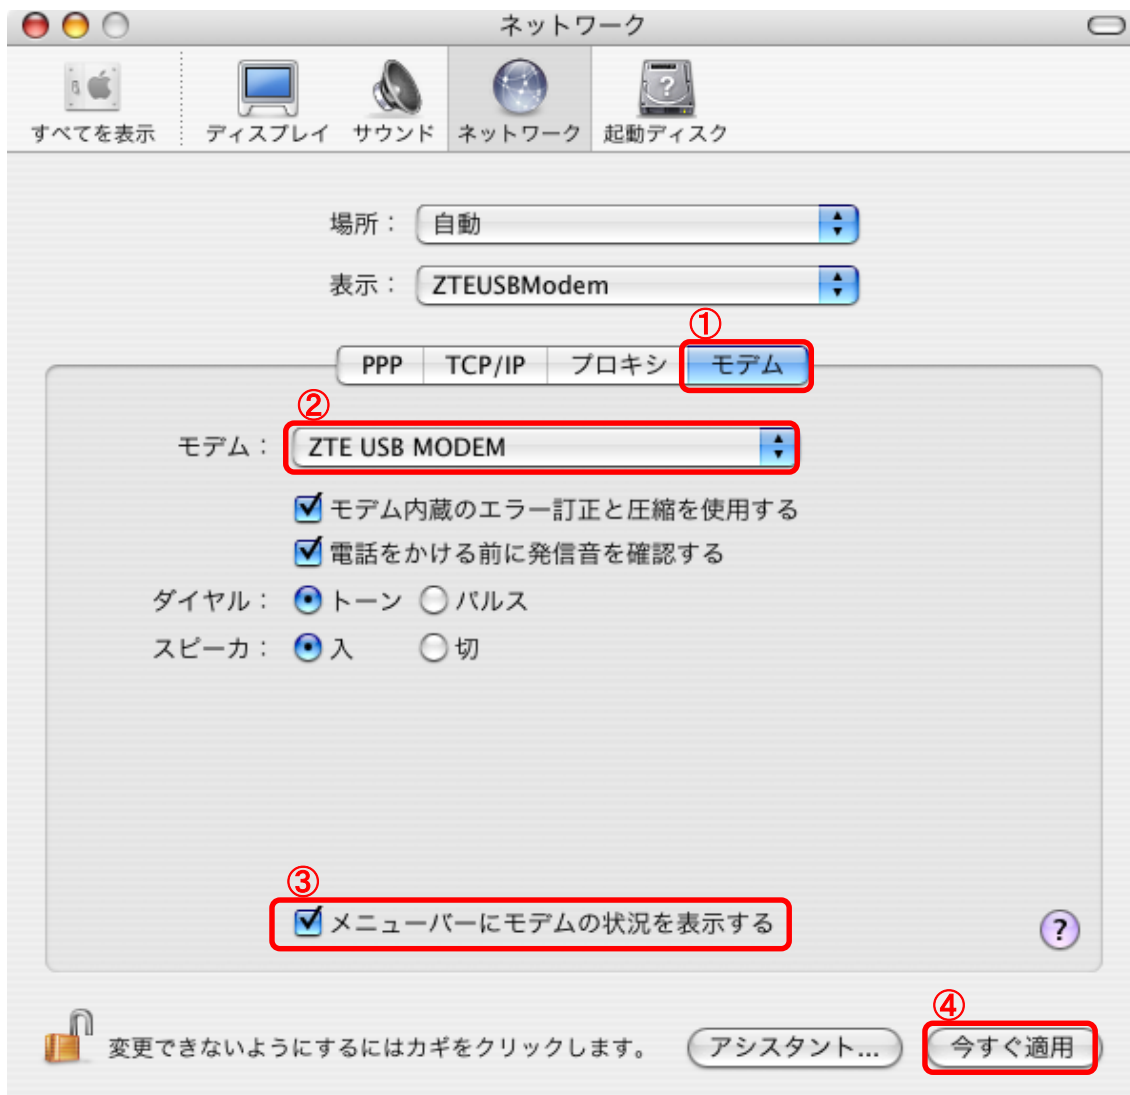 ネットワーク
すべてを表示 ディスプレイ サウンド ネットワーク 起動ディスク
場所： 自動
表示： ZTEUSBModem
①
PPP TCP/IP プロキシ モデム
②
モデム： ZTE USB MODEM
モデム内蔵のエラー訂正と圧縮を使用する
電話をかける前に発信音を確認する
ダイヤル： トーン パルス
スピーカ： 入 切
③
メニューバーにモデムの状況を表示する
?
④
変更できないようにするにはカギをクリックします。 アシスタント... 今すぐ適用